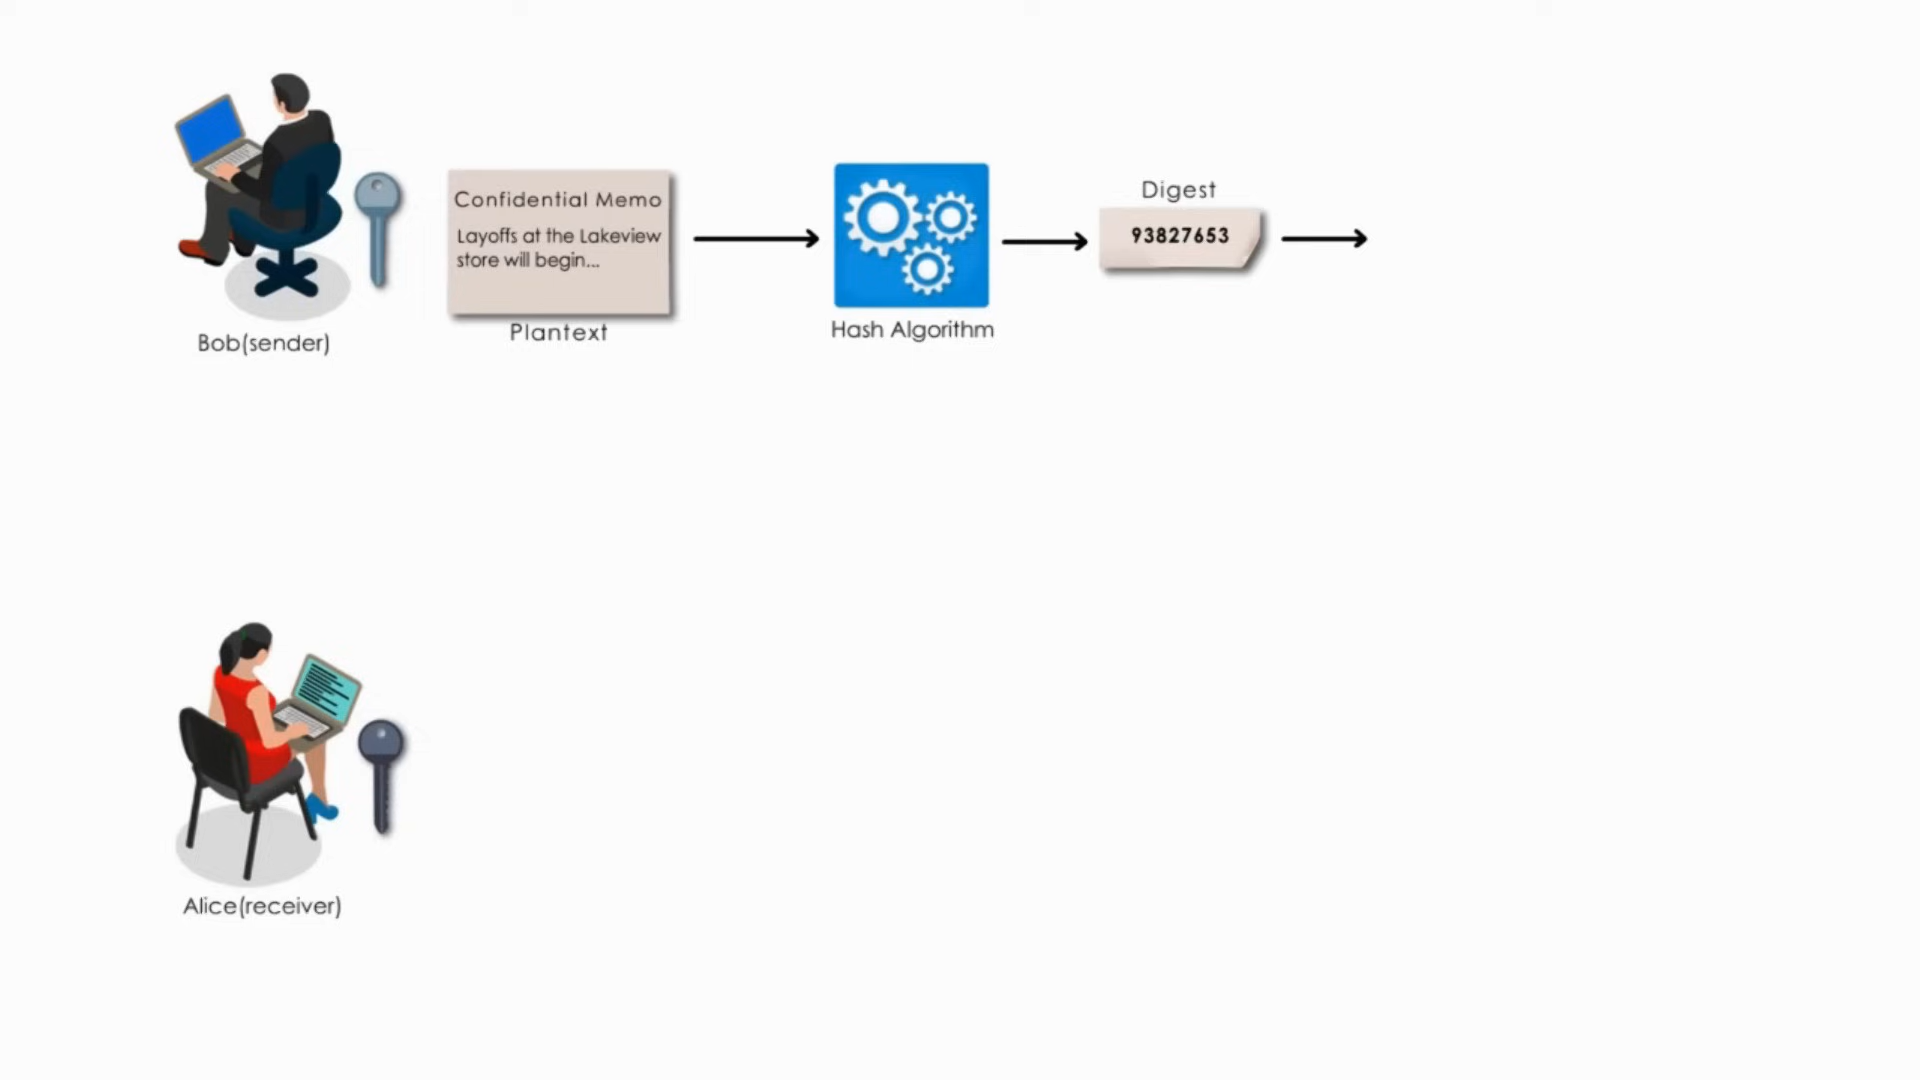 Bob(sender)
Confidential Memo
Layoffs at the Lakeview
store will begin...
Plantext
Hash Algorithm
Digest
93827653
Alice(receiver)